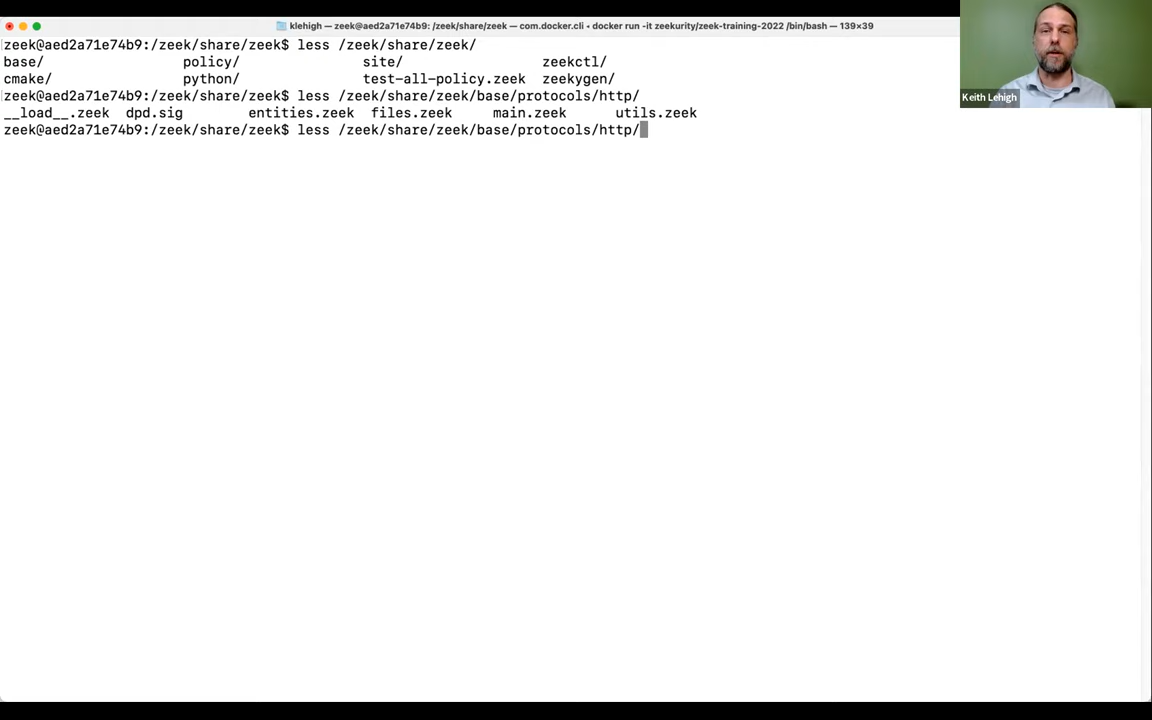 klehigh — zeek@aed2a71e74b9: /zeek/share/zeek — com.docker.cli • docker run -it zeekurity/zeek-training-2022 /bin/bash — 139×39
zeek@aed2a71e74b9:/zeek/share/zeek$ less /zeek/share/zeek/
base/ policy/ site/ zeekctl/
cmake/ python/ test-all-policy.zeek zeekygen/
zeek@aed2a71e74b9:/zeek/share/zeek$ less /zeek/share/zeek/base/protocols/http/
__load__.zeek dpd.sig entities.zeek files.zeek main.zeek utils.zeek
zeek@aed2a71e74b9:/zeek/share/zeek$ less /zeek/share/zeek/base/protocols/http/
Keith Lehigh